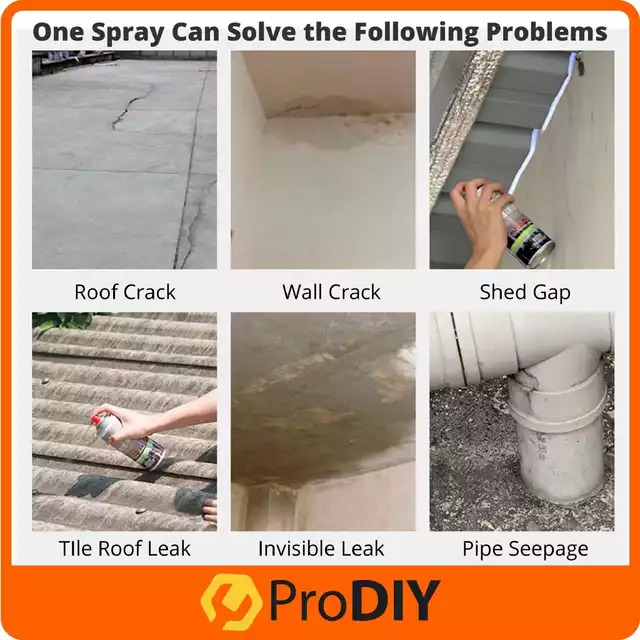 One Spray Can Solve the Following Problems
Roof Crack
Wall Crack
Shed Gap
TIle Roof Leak
Invisible Leak
Pipe Seepage
ProDIY